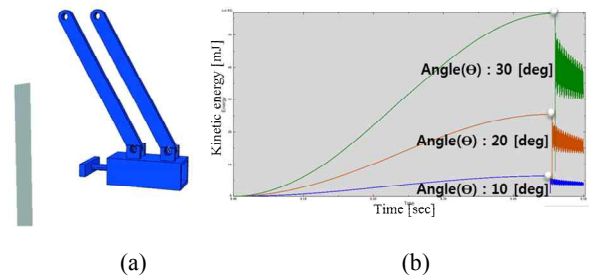 (a)
Kinetic energy [mJ]
Angle(Θ) : 30 [deg]
Angle(Θ) : 20 [deg]
Angle(Θ) : 10 [deg]
Time [sec]
(b)